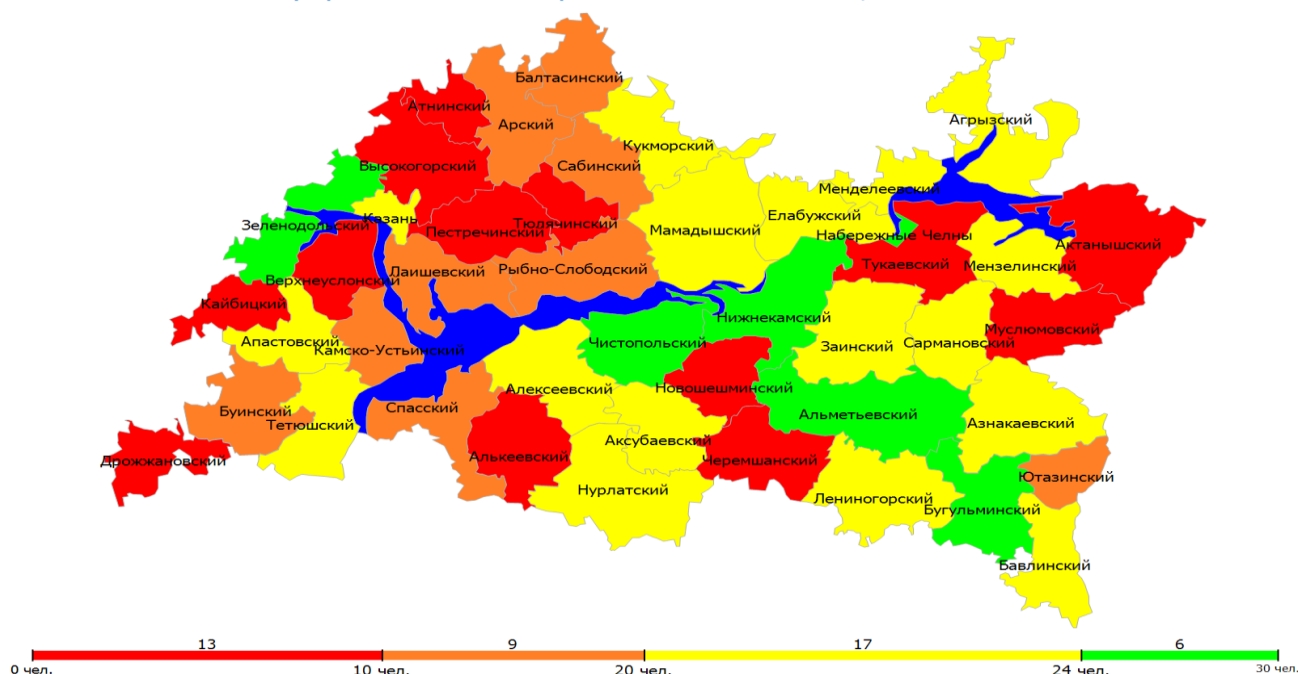 Балтасинский
Атнинский
Арский
Агрызский
Кукморский
Высокогорский
Сабинский
Менделеевский
Казань
Елабужский
Зеленодольский
Тюлячинский
Пестречинский
Мамадышский
Набережные Челны
Актанышский
Лаишевский
Рыбно-Слободский
Тукаевский
Мензелинский
Верхнеуслонский
Кайбицкий
Нижнекамский
Муслюмовский
Апастовский
Камско-Устьинский
Чистопольский
Заинский
Сармановский
Алексеевский
Новошешминский
Буинский
Спасский
Альметьевский
Тетюшский
Азнакаевский
Аксубаевский
Дрожжановский
Алькеевский
Черемшанский
Ютазинский
Нурлатский
Лениногорский
Бугульминский
Бавлинский
13 9 17 6
0 чел. 10 чел. 20 чел. 24 чел. 30 чел.